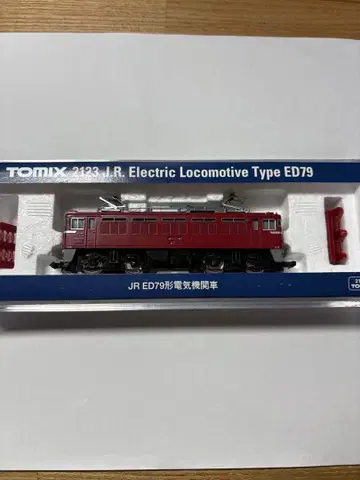 TOMIX 2123 J.R. Electric Locomotive Type ED79
JR ED79形電気機関車